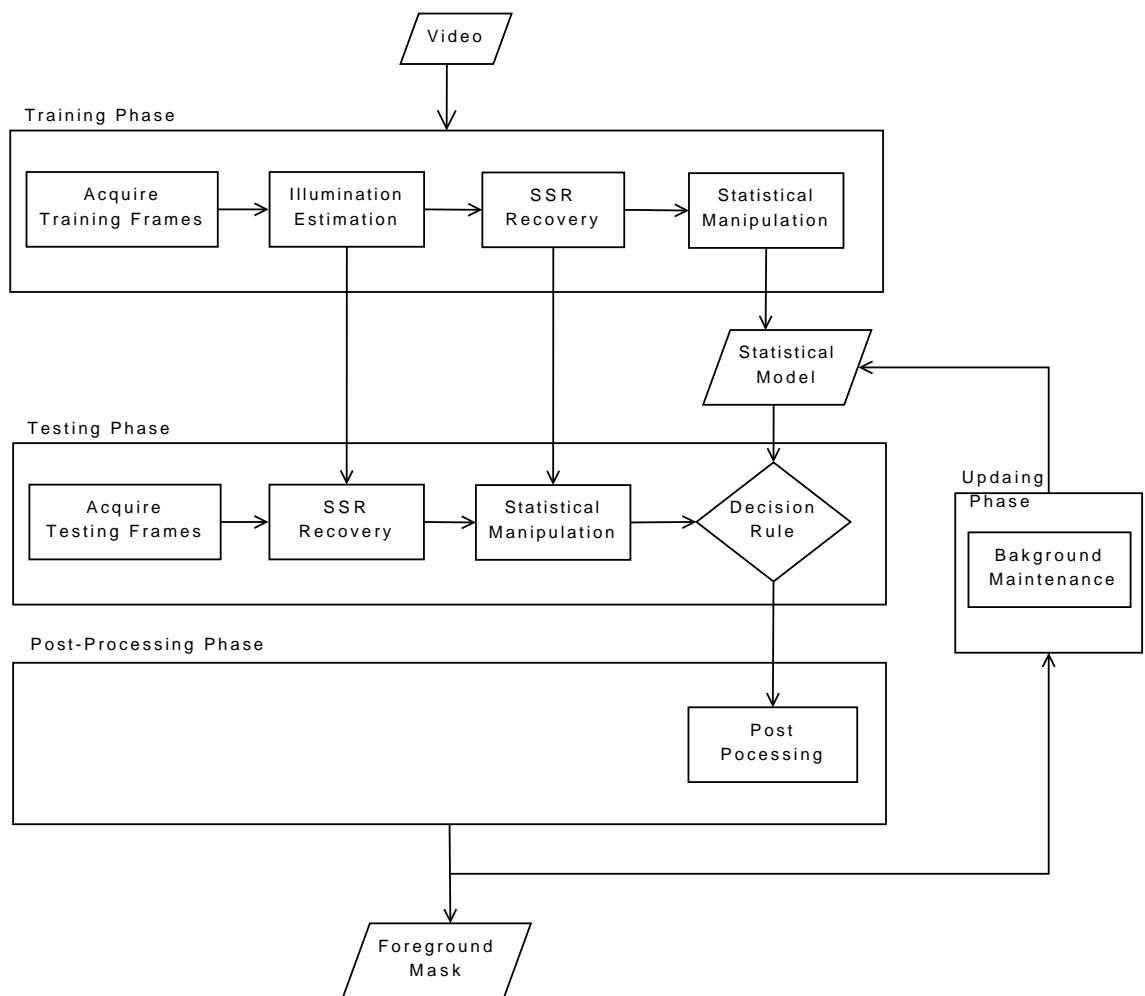 Video
Training Phase
Acquire
Training Frames
Illumination
Estimation
SSR
Recovery
Statistical
Manipulation
Statistical
Model
Testing Phase
Acquire
Testing Frames
SSR
Recovery
Statistical
Manipulation
Decision
Rule
Updaing
Phase
Bakground
Maintenance
Post-Processing Phase
Post
Pocessing
Foreground
Mask